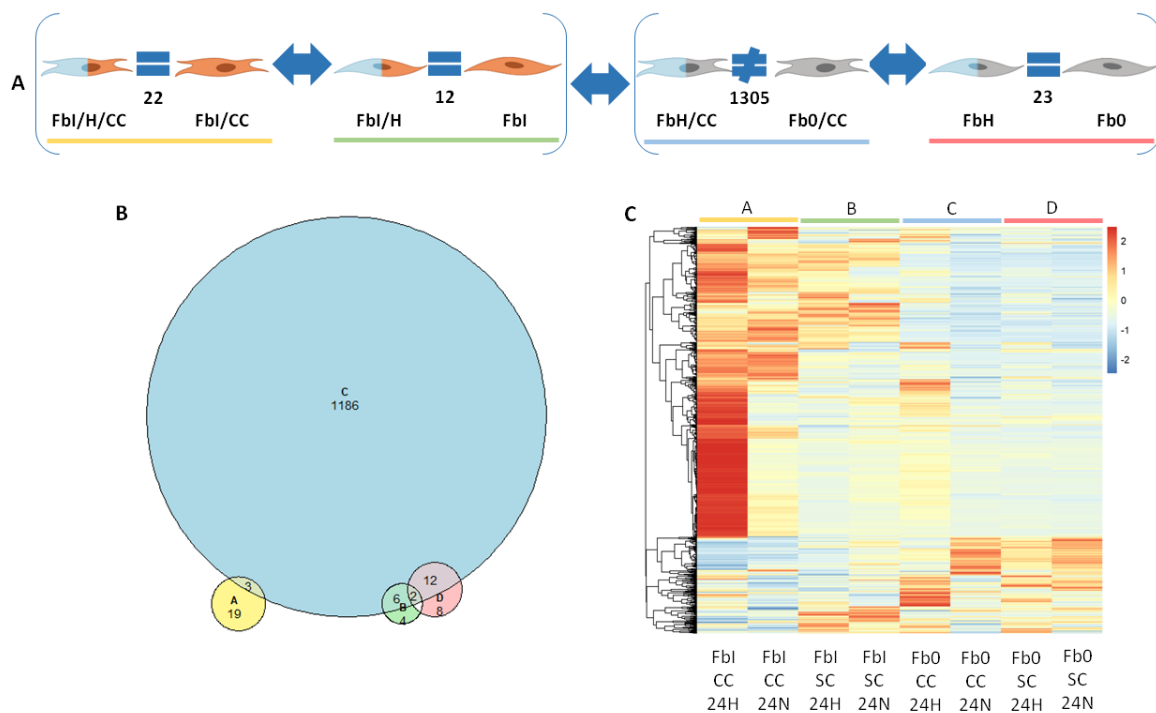 A
22
12
1305
23
FbI/H/CC
FbI/CC
FbI/H
FbI
FbH/CC
Fb0/CC
FbH
Fb0
B
C
1186
3
A
19
6
2
12
B
4
D
8
C
A
B
C
D
2
1
0
-1
-2
FbI FbI FbI FbI Fb0 Fb0 Fb0 Fb0
CC CC SC SC CC CC SC SC
24H 24N 24H 24N 24H 24N 24H 24N